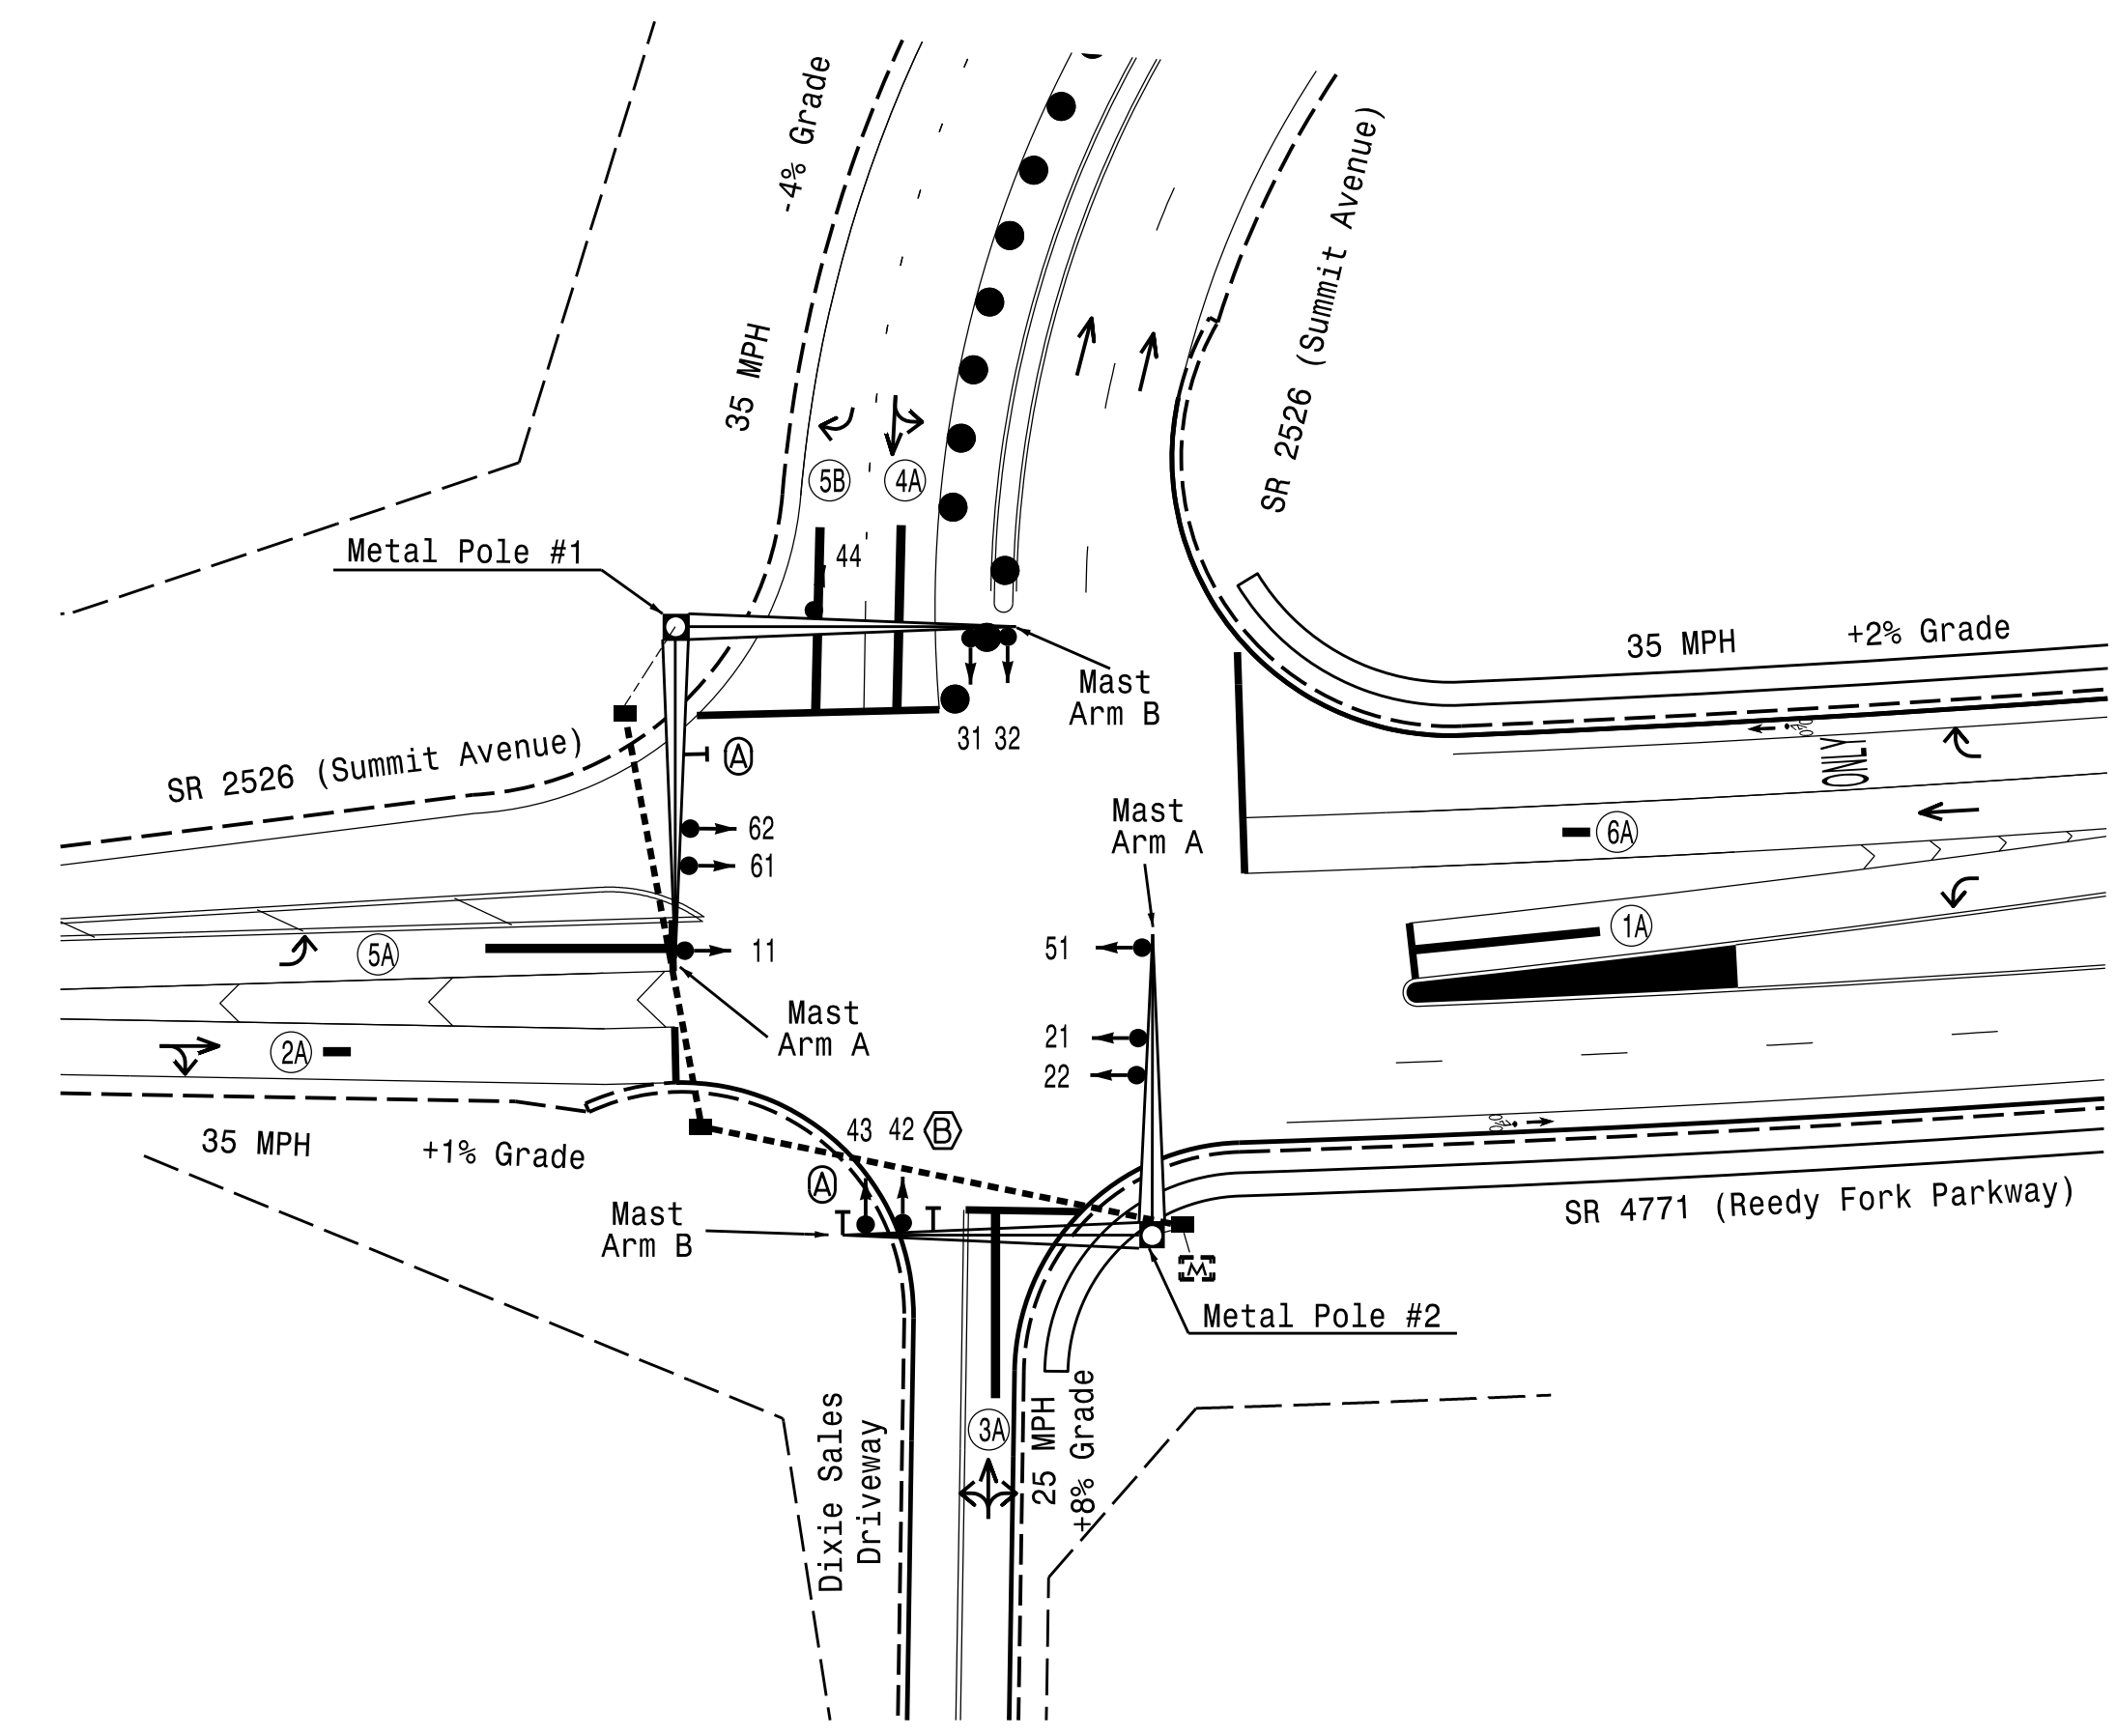 -4% Grade
35 MPH
SR 2526 (Summit Avenue)
5B
4A
44
Metal Pole #1
35 MPH
+2% Grade
Mast
Arm B
31 32
SR 2526 (Summit Avenue)
A
ONLY
62
61
6A
Mast
Arm A
1A
5A
11
51
Mast
Arm A
21
22
2A
35 MPH
+1% Grade
43 42 B
A
Mast
Arm B
SR 4771 (Reedy Fork Parkway)
M
Metal Pole #2
3A
25 MPH
+8% Grade
Dixie Sales
Driveway